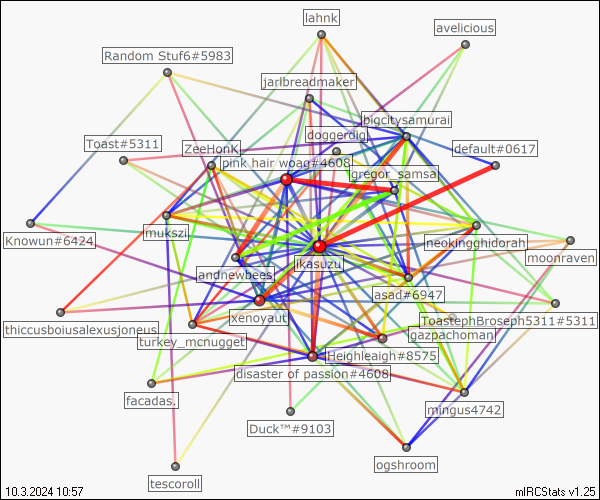 lahnk
avelicious
Random Stuf6#5983
jarlbreadmaker
bigcitysamurai
doggerdig
Toast#5311
ZeeHonK
default#0617
pink hair woag#4608
gregor_samsa
Knowun#6424
jmukszi
neokingghidorah
jikasuzu
moonraven
andnewbees
asad#6947
xenoyaut
ToastephBroseph5311#5311
thiccusboiusalexusjoneus
turkey_mcnugget
gazpachoman
Heighleaigh#8575
disaster of passion#4608
facadas.
mingus4742
Duck™#9103
ogshroom
tescoroll
10.3.2024 10:57
mIRCStats v1.25